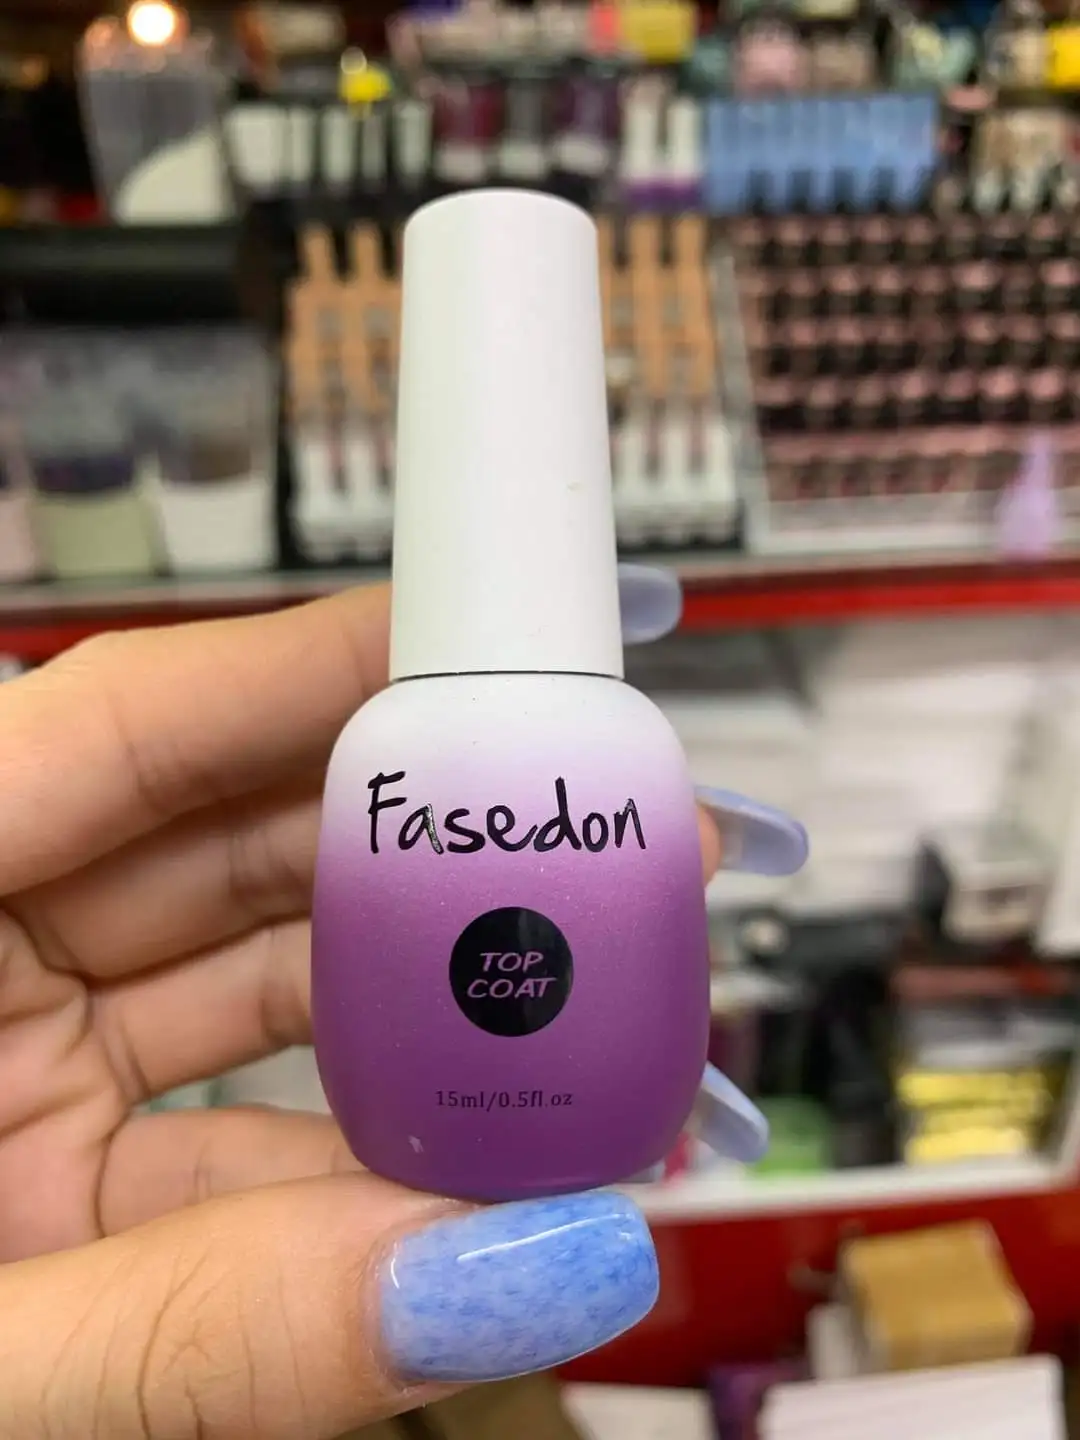 Fasedon
TOP
COAT
15ml/0.5fl.oz